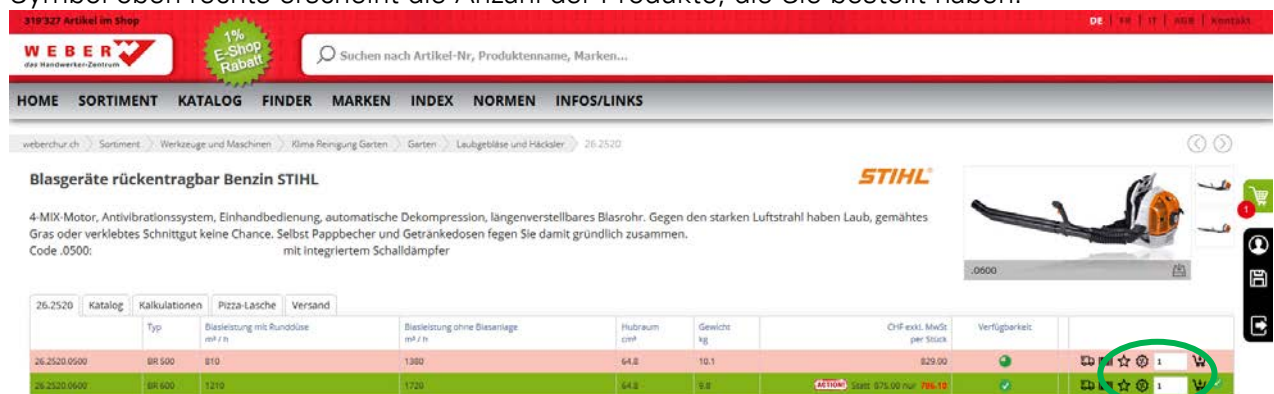 Symbol oben rechts erscheint die Anzahl der Produkte, die Sie bestellt haben.
319'327 Artikel im Shop
DE | FR | IT | AGB | Kontakt
WEBER
das Handwerker-Zentrum
1%
E-Shop
Rabatt
Suchen nach Artikel-Nr, Produktenname, Marken...
HOME SORTIMENT KATALOG FINDER MARKEN INDEX NORMEN INFOS/LINKS
weberchur.ch Sortiment Werkzeuge und Maschinen Klima Reinigung Garten Garten Laubgebläse und Häcksler 26.2520
Blasgeräte rückentragbar Benzin STIHL
STIHL
4-MIX-Motor, Antivibrationssystem, Einhandbedienung, automatische Dekompression, längenverstellbares Blasrohr. Gegen den starken Luftstrahl haben Laub, gemähtes
Gras oder verklebtes Schnittgut keine Chance. Selbst Pappbecher und Getränkedosen fegen Sie damit gründlich zusammen.
Code .0500: mit integriertem Schalldämpfer
1
.0600
26.2520 Katalog Kalkulationen Pizza-Lasche Versand
Typ Blasleistung mit Runddüse Blasleistung ohne Blasanlage Hubraum Gewicht CHF exkl. MwSt Verfügbarkeit
m³ / h m³ / h cm³ kg per Stück
26.2520.0500 BR 500 810 1380 64.8 10.1 829.00 1
26.2520.0600 BR 600 1210 1720 64.8 9.8 ACTION! Statt 875.00 nur 786.10 1